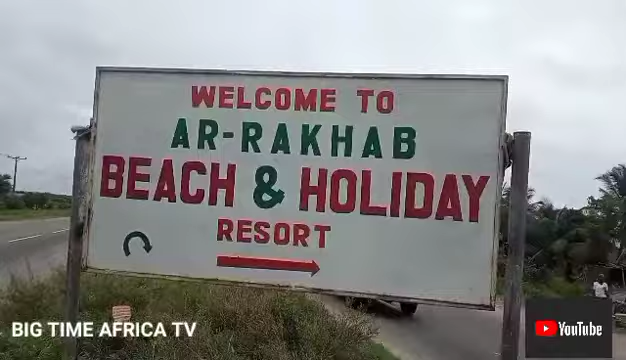 WELCOME TO
AR-RAKHAB
BEACH & HOLIDAY
RESORT
BIG TIME AFRICA TV
YouTube